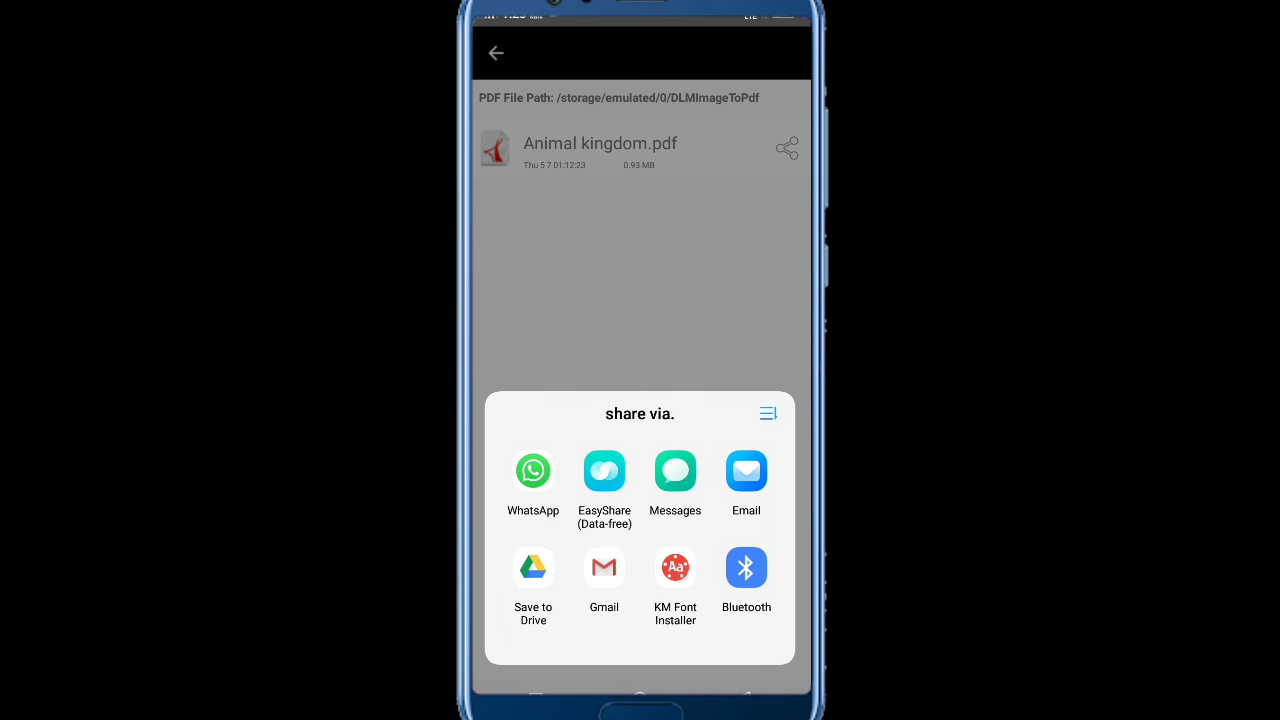 PDF File Path: /storage/emulated/0/DLMImageToPdf
Animal kingdom.pdf
Thu 5 7 01:12:23 0.93 MB
share via.
WhatsApp EasyShare Messages Email
(Data-free)
Aa
Save to Gmail KM Font Bluetooth
Drive Installer